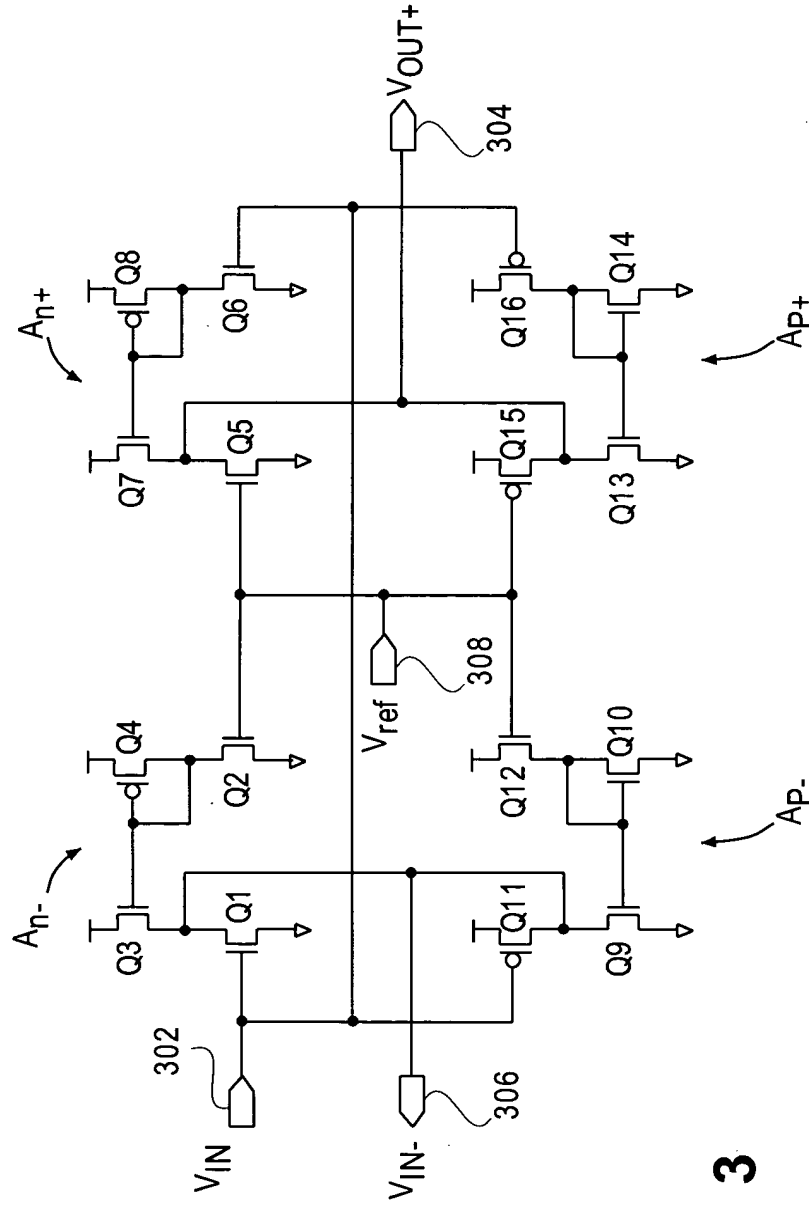 An-
An+
Q3
Q4
Q7
Q8
Q1
Q2
Q5
Q6
VIN
302
Vref
308
VOUT+
304
VIN-
306
Q11
Q12
Q15
Q16
Q9
Q10
Q13
Q14
AP-
AP+
3